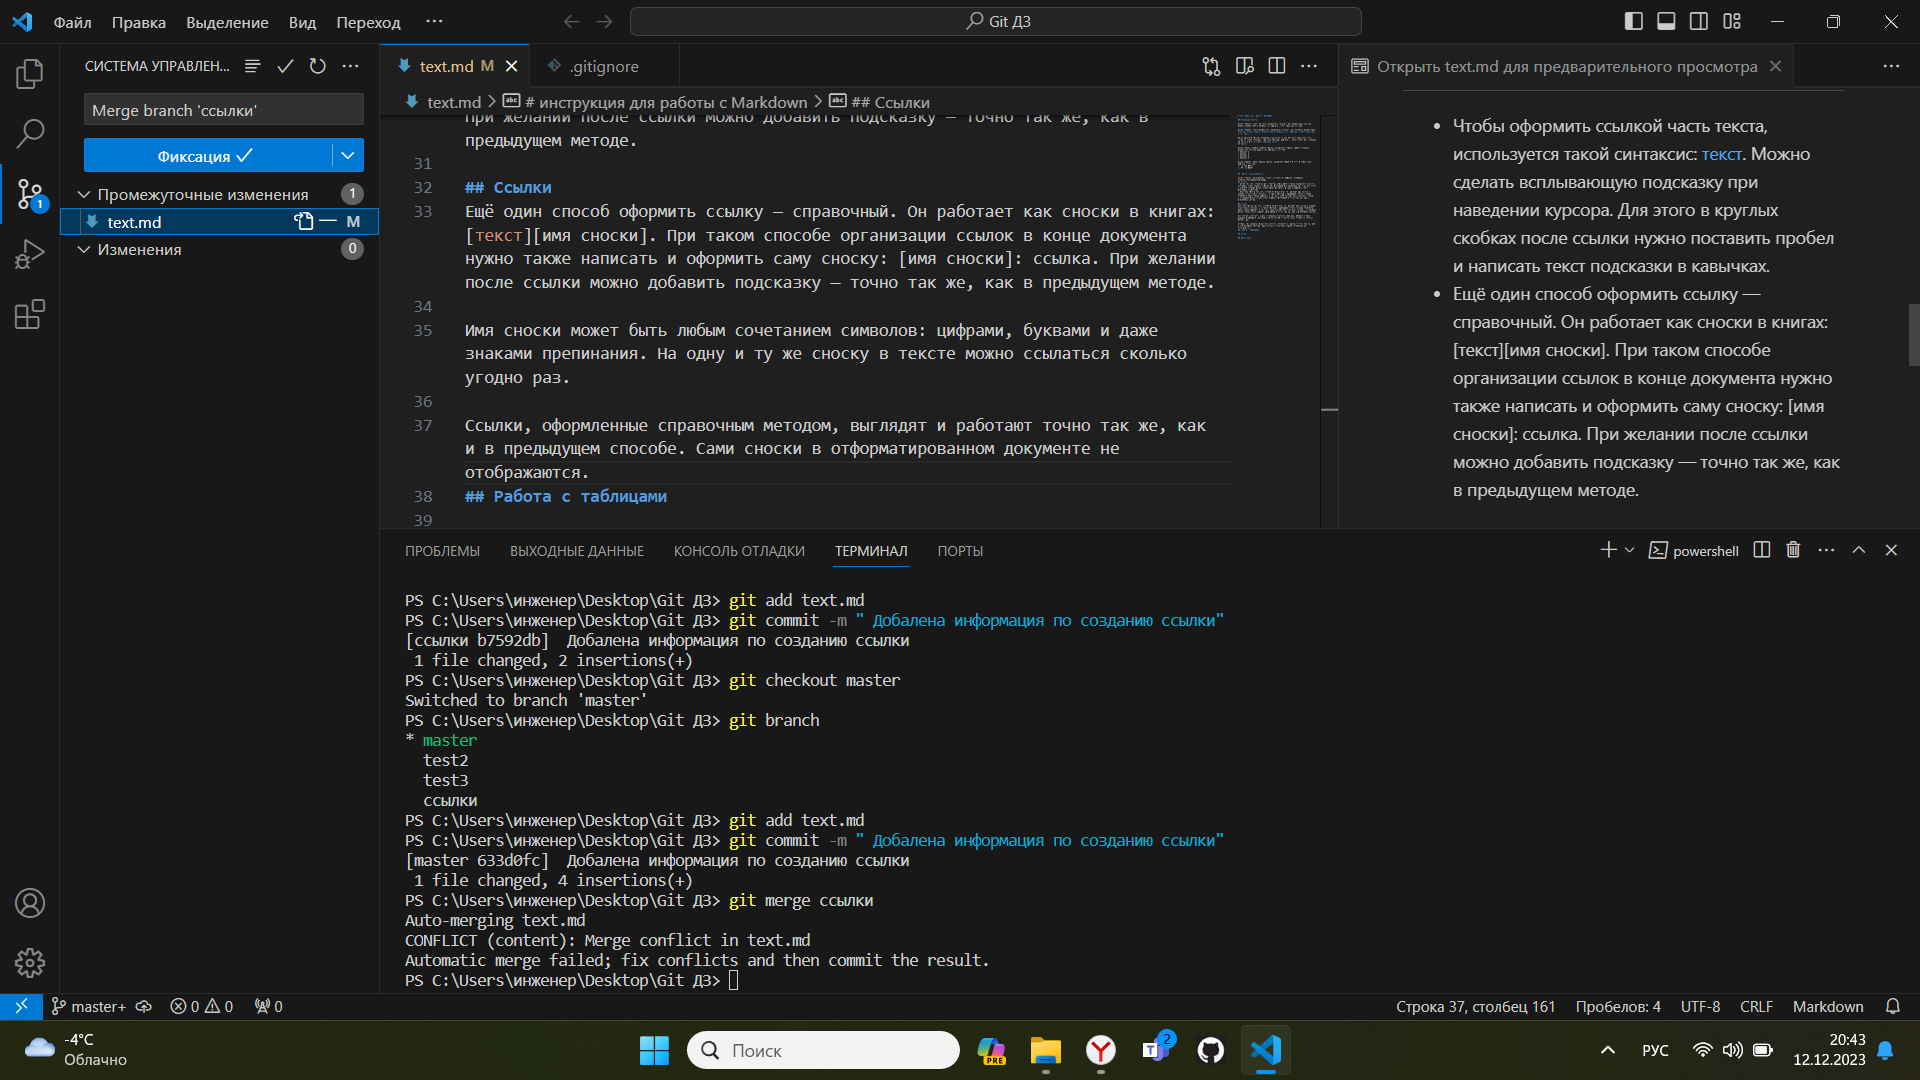 Файл Правка Выделение Вид Переход ··· Git ДЗ
СИСТЕМА УПРАВЛЕН...
Merge branch 'ссылки'
Фиксация
Промежуточные изменения 1
text.md M
Изменения 0
1
text.md M .gitignore
text.md > # инструкция для работы с Markdown > ## Ссылки
при желании после ссылки можно добавить подсказку — точно так же, как в
предыдущем методе.
31
32 ## Ссылки
33 Ещё один способ оформить ссылку — справочный. Он работает как сноски в книгах:
[текст][имя сноски]. При таком способе организации ссылок в конце документа
нужно также написать и оформить саму сноску: [имя сноски]: ссылка. При желании
после ссылки можно добавить подсказку — точно так же, как в предыдущем методе.
34
35 Имя сноски может быть любым сочетанием символов: цифрами, буквами и даже
знаками препинания. На одну и ту же сноску в тексте можно ссылаться сколько
угодно раз.
36
37 Ссылки, оформленные справочным методом, выглядят и работают точно так же, как
и в предыдущем способе. Сами сноски в отформатированном документе не
отображаются.
38 ## Работа с таблицами
39
Открыть text.md для предварительного просмотра
• Чтобы оформить ссылкой часть текста,
используется такой синтаксис: текст. Можно
сделать всплывающую подсказку при
наведении курсора. Для этого в круглых
скобках после ссылки нужно поставить пробел
и написать текст подсказки в кавычках.
• Ещё один способ оформить ссылку —
справочный. Он работает как сноски в книгах:
[текст][имя сноски]. При таком способе
организации ссылок в конце документа нужно
также написать и оформить саму сноску: [имя
сноски]: ссылка. При желании после ссылки
можно добавить подсказку — точно так же, как
в предыдущем методе.
ПРОБЛЕМЫ ВЫХОДНЫЕ ДАННЫЕ КОНСОЛЬ ОТЛАДКИ ТЕРМИНАЛ ПОРТЫ powershell
PS C:\Users\инженер\Desktop\Git ДЗ> git add text.md
PS C:\Users\инженер\Desktop\Git ДЗ> git commit -m " Добалена информация по созданию ссылки"
[ссылки b7592db]  Добалена информация по созданию ссылки
 1 file changed, 2 insertions(+)
PS C:\Users\инженер\Desktop\Git ДЗ> git checkout master
Switched to branch 'master'
PS C:\Users\инженер\Desktop\Git ДЗ> git branch
* master
  test2
  test3
  ссылки
PS C:\Users\инженер\Desktop\Git ДЗ> git add text.md
PS C:\Users\инженер\Desktop\Git ДЗ> git commit -m " Добалена информация по созданию ссылки"
[master 633d0fc]  Добалена информация по созданию ссылки
 1 file changed, 4 insertions(+)
PS C:\Users\инженер\Desktop\Git ДЗ> git merge ссылки
Auto-merging text.md
CONFLICT (content): Merge conflict in text.md
Automatic merge failed; fix conflicts and then commit the result.
PS C:\Users\инженер\Desktop\Git ДЗ>
master+ 0 0 0 Строка 37, столбец 161 Пробелов: 4 UTF-8 CRLF Markdown
-4°C
Облачно
Поиск
PRE
2
РУС
20:43
12.12.2023